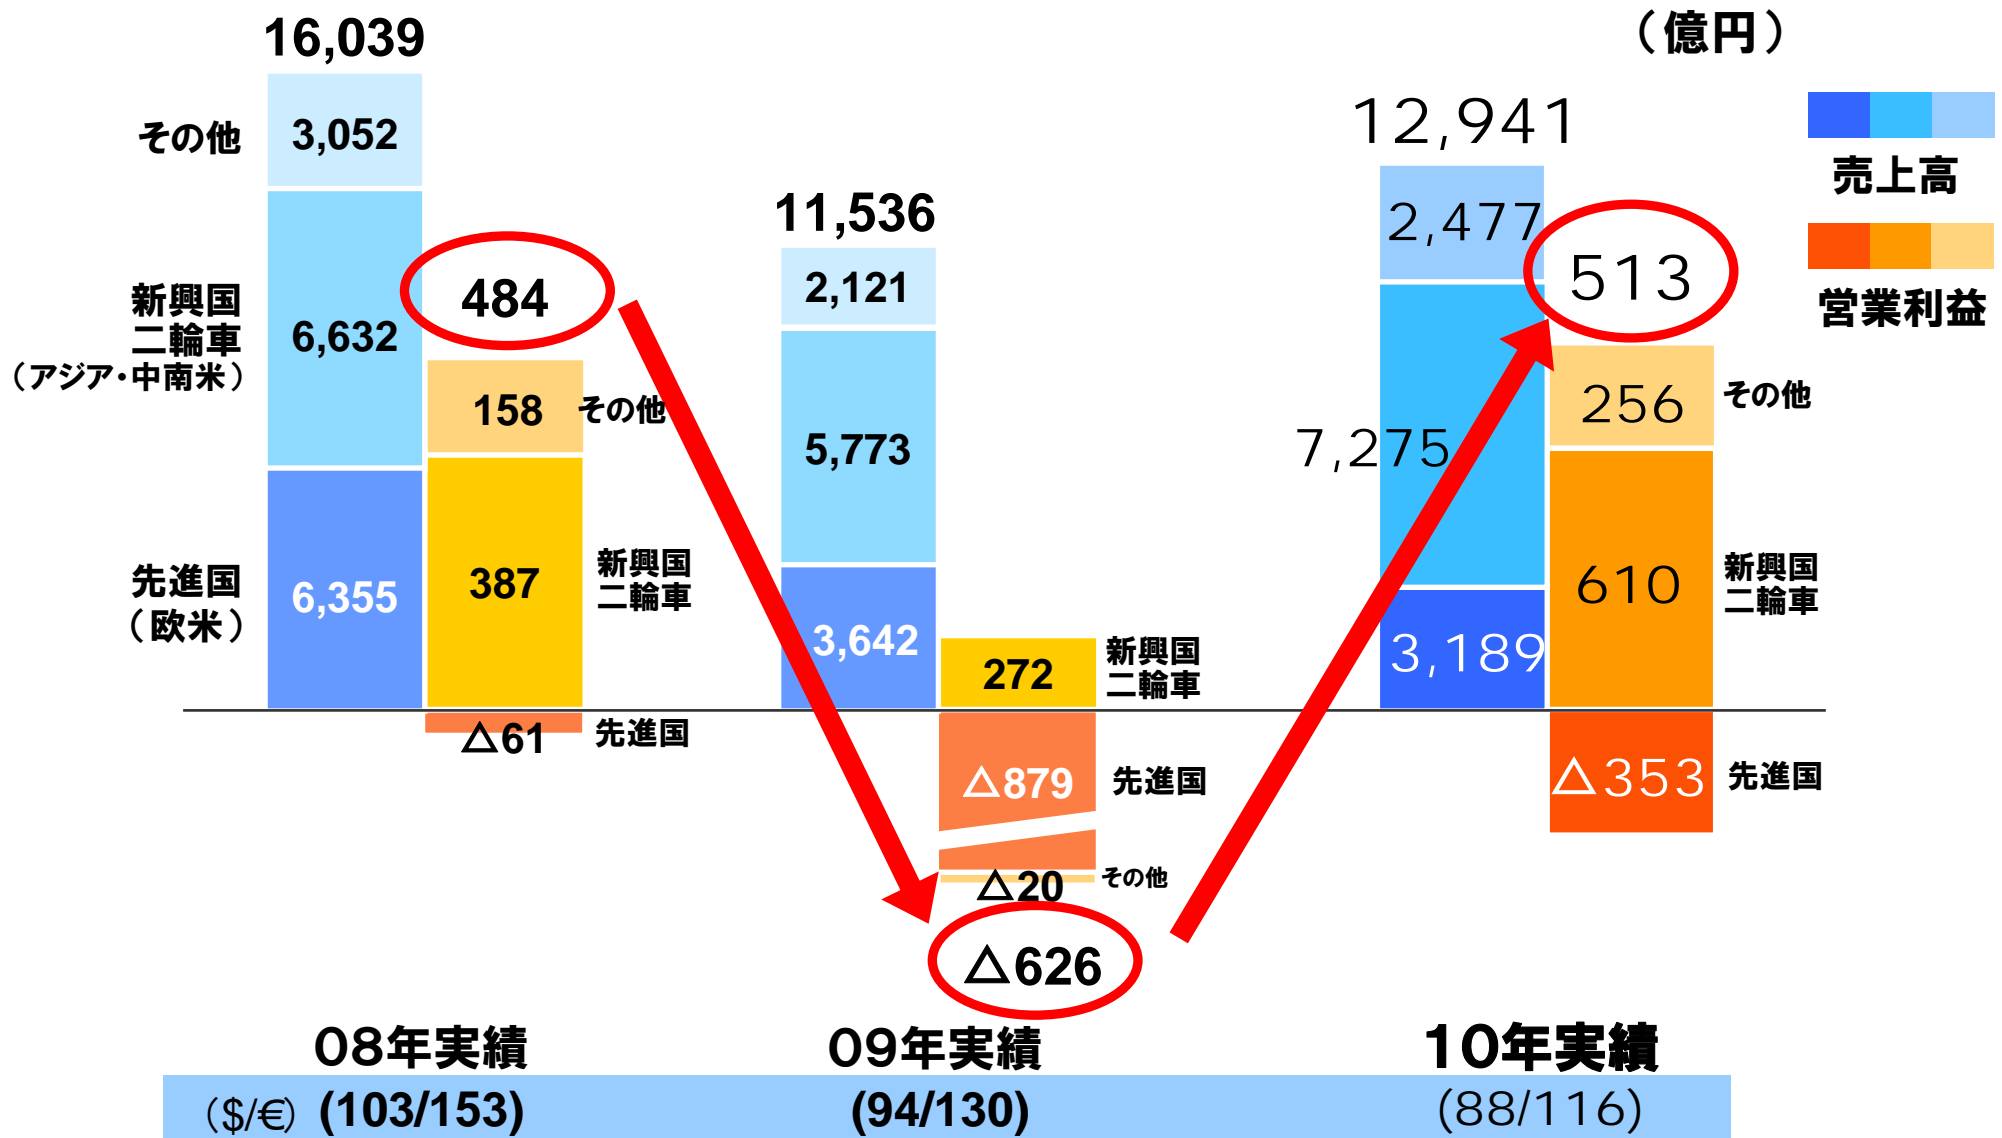 （億円）
売上高
営業利益
16,039
その他
3,052
新興国
二輪車
（アジア・中南米）
6,632
先進国
（欧米）
6,355
484
158
その他
387
新興国
二輪車
△61
先進国
11,536
2,121
5,773
3,642
272
新興国
二輪車
△879
先進国
△20
その他
△626
12,941
2,477
7,275
3,189
513
256
その他
610
新興国
二輪車
△353
先進国
08年実績
09年実績
10年実績
（$/€）(103/153)
(94/130)
(88/116)